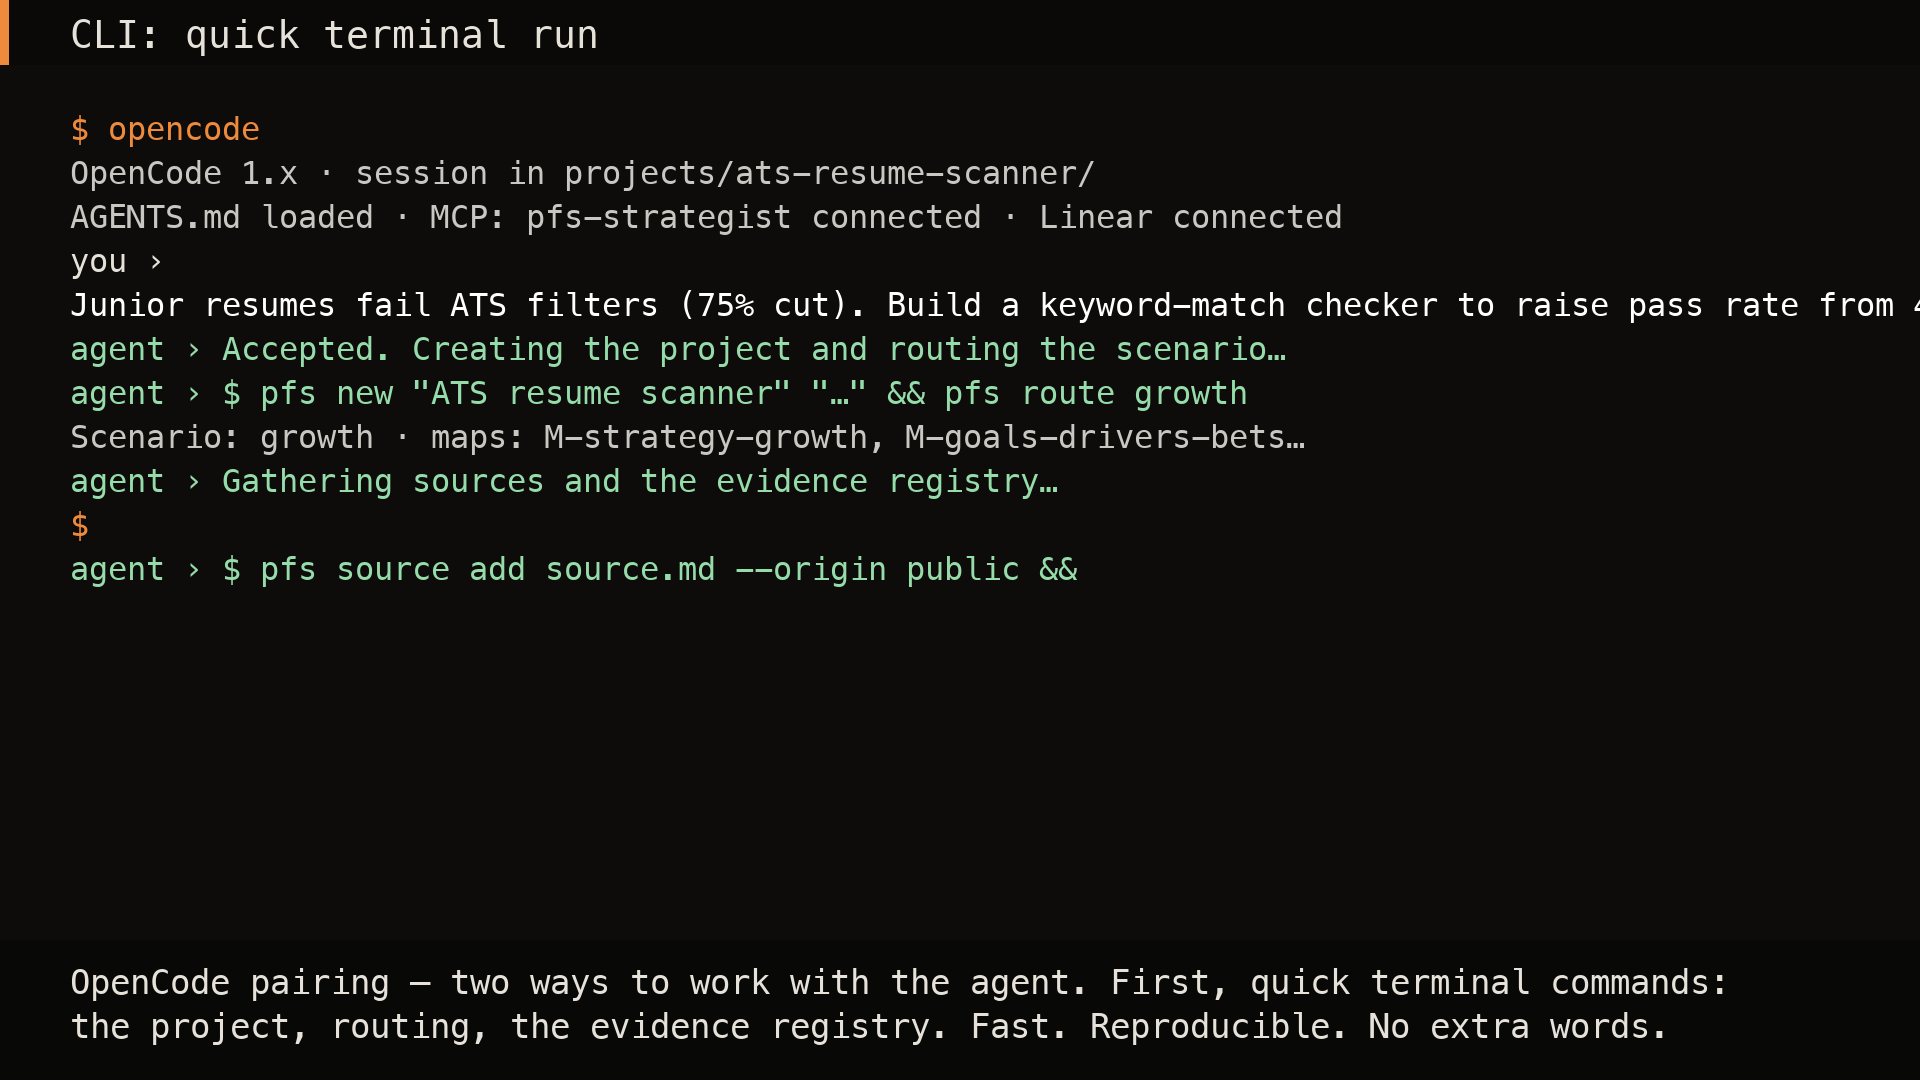 CLI: quick terminal run
$ opencode
OpenCode 1.x · session in projects/ats-resume-scanner/
AGENTS.md loaded · MCP: pfs-strategist connected · Linear connected
you ›
Junior resumes fail ATS filters (75% cut). Build a keyword-match checker to raise pass rate from
agent › Accepted. Creating the project and routing the scenario…
agent › $ pfs new "ATS resume scanner" "…" && pfs route growth
Scenario: growth · maps: M-strategy-growth, M-goals-drivers-bets…
agent › Gathering sources and the evidence registry…
$
agent › $ pfs source add source.md --origin public &&
OpenCode pairing — two ways to work with the agent. First, quick terminal commands:
the project, routing, the evidence registry. Fast. Reproducible. No extra words.